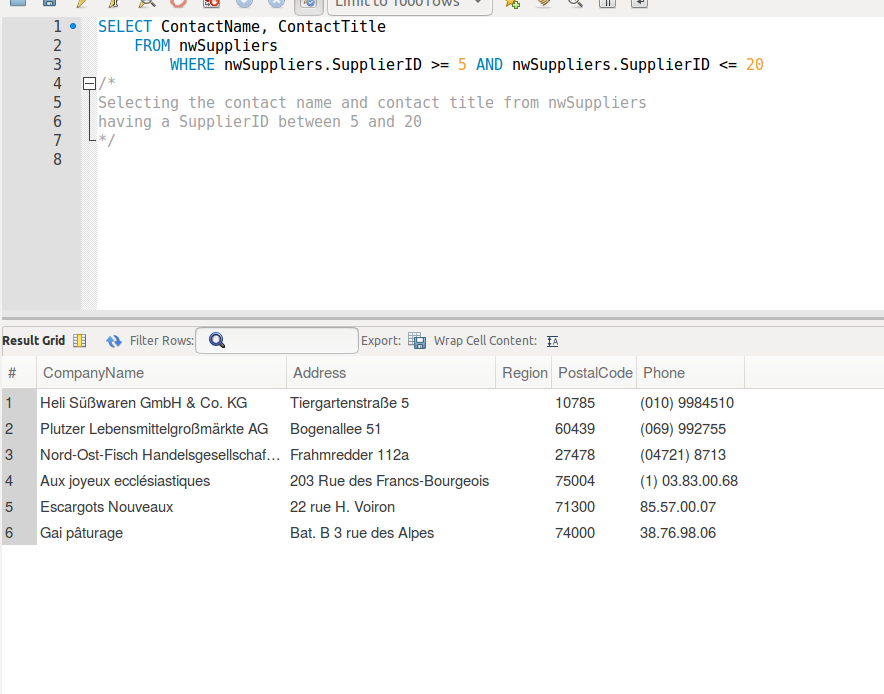 Limit to 1000 rows
1 SELECT ContactName, ContactTitle
2 FROM nwSuppliers
3 WHERE nwSuppliers.SupplierID >= 5 AND nwSuppliers.SupplierID <= 20
4 /*
5 Selecting the contact name and contact title from nwSuppliers
6 having a SupplierID between 5 and 20
7 */
8
Result Grid Filter Rows: Export: Wrap Cell Content:
# CompanyName Address Region PostalCode Phone
1 Heli Süßwaren GmbH & Co. KG Tiergartenstraße 5 10785 (010) 9984510
2 Plutzer Lebensmittelgroßmärkte AG Bogenallee 51 60439 (069) 992755
3 Nord-Ost-Fisch Handelsgesellschaf... Frahmredder 112a 27478 (04721) 8713
4 Aux joyeux ecclésiastiques 203 Rue des Francs-Bourgeois 75004 (1) 03.83.00.68
5 Escargots Nouveaux 22 rue H. Voiron 71300 85.57.00.07
6 Gai pâturage Bat. B 3 rue des Alpes 74000 38.76.98.06